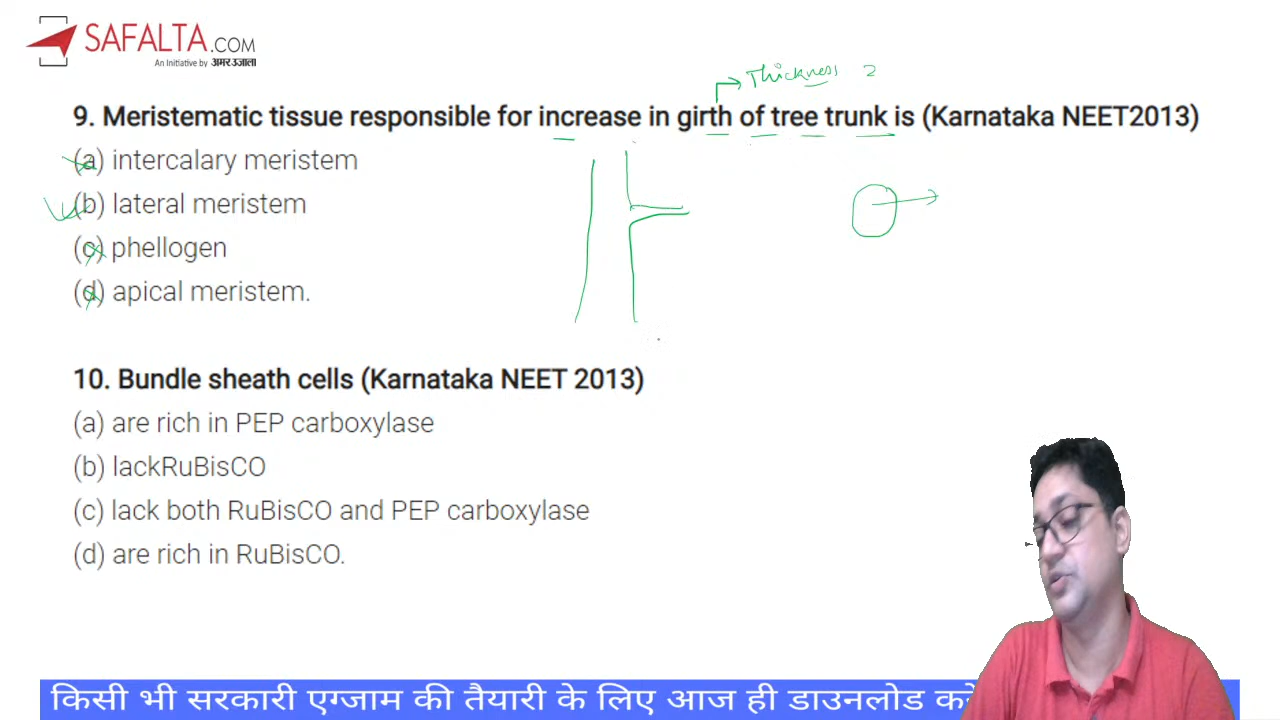 SAFALTA.COM
An Initiative by अमर उजाला
Thickness
9. Meristematic tissue responsible for increase in girth of tree trunk is (Karnataka NEET2013)
(a) intercalary meristem
(b) lateral meristem
(c) phellogen
(d) apical meristem.
10. Bundle sheath cells (Karnataka NEET 2013)
(a) are rich in PEP carboxylase
(b) lackRuBisCO
(c) lack both RuBisCO and PEP carboxylase
(d) are rich in RuBisCO.
किसी भी सरकारी एग्जाम की तैयारी के लिए आज ही डाउनलोड